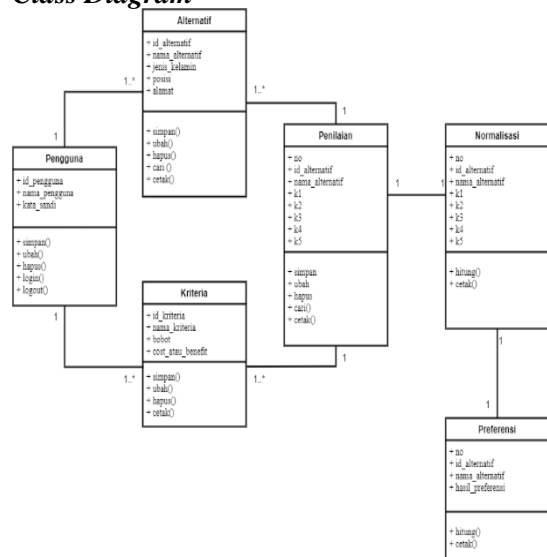 Class Diagram
Alternatif
+ id_alternatif
+ nama_alternatif
+ jenis_kelamin
+ posisi
+ alamat
+ simpan()
+ ubah()
+ hapus()
+ cari ()
+ cetak()
1..*
1..*
1
1
Pengguna
+ id_pengguna
+ nama_pengguna
+ kata_sandi
+ simpan()
+ ubah()
+ hapus()
+ login()
+ logout()
1
1..*
Kriteria
+ id_kriteria
+ nama_kriteria
+ bobot
+ cost_atau_benefit
+ simpan()
+ ubah()
+ hapus()
+ cetak()
1..*
1
Penilaian
+ no
+ id_alternatif
+ nama_alternatif
+ k1
+ k2
+ k3
+ k4
+ k5
+ simpan
+ ubah
+ hapus
+ cari()
+ cetak()
1
1
Normalisasi
+ no
+ id_alternatif
+ nama_alternatif
+ k1
+ k2
+ k3
+ k4
+ k5
+ hitung()
+ cetak()
1
1
Preferensi
+ no
+ id_alternatif
+ nama_alternatif
+ hasil_preferensi
+ hitung()
+ cetak()